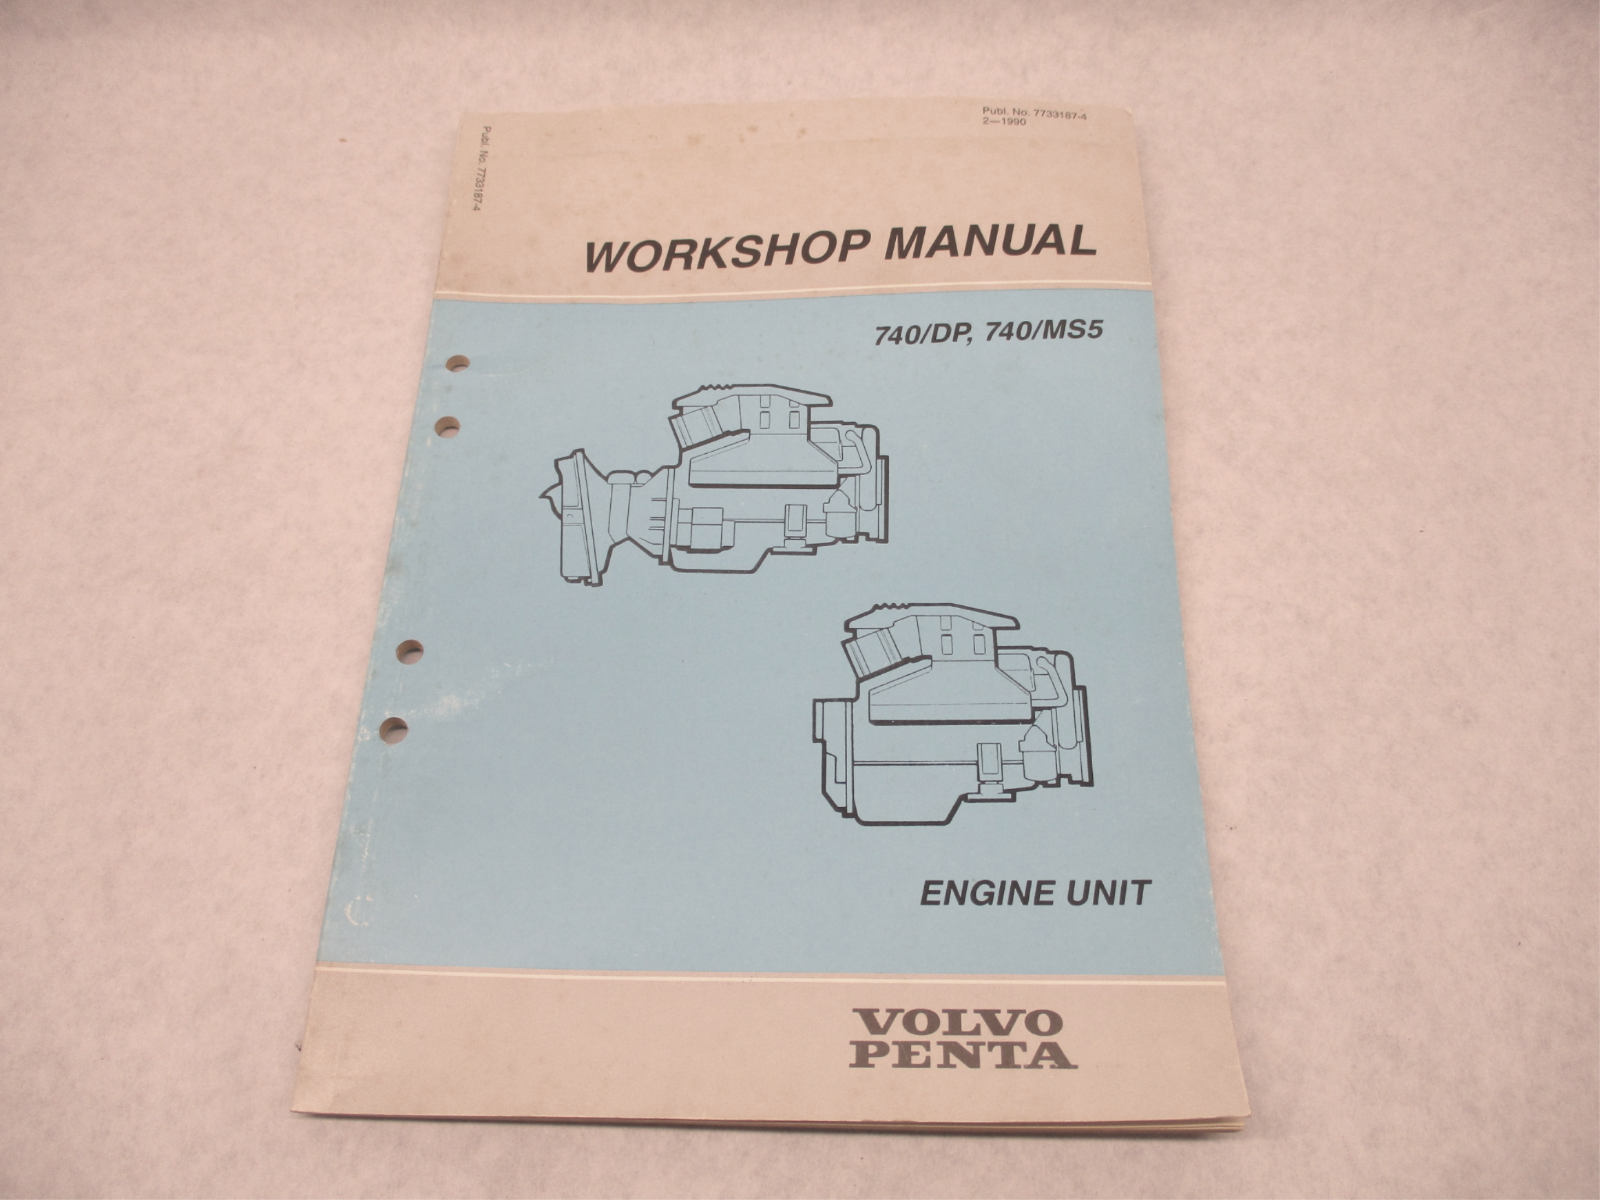 Publ. No. 7733187-4
2—1990
Publ. No. 7733187-4
WORKSHOP MANUAL
740/DP, 740/MS5
ENGINE UNIT
VOLVO
PENTA